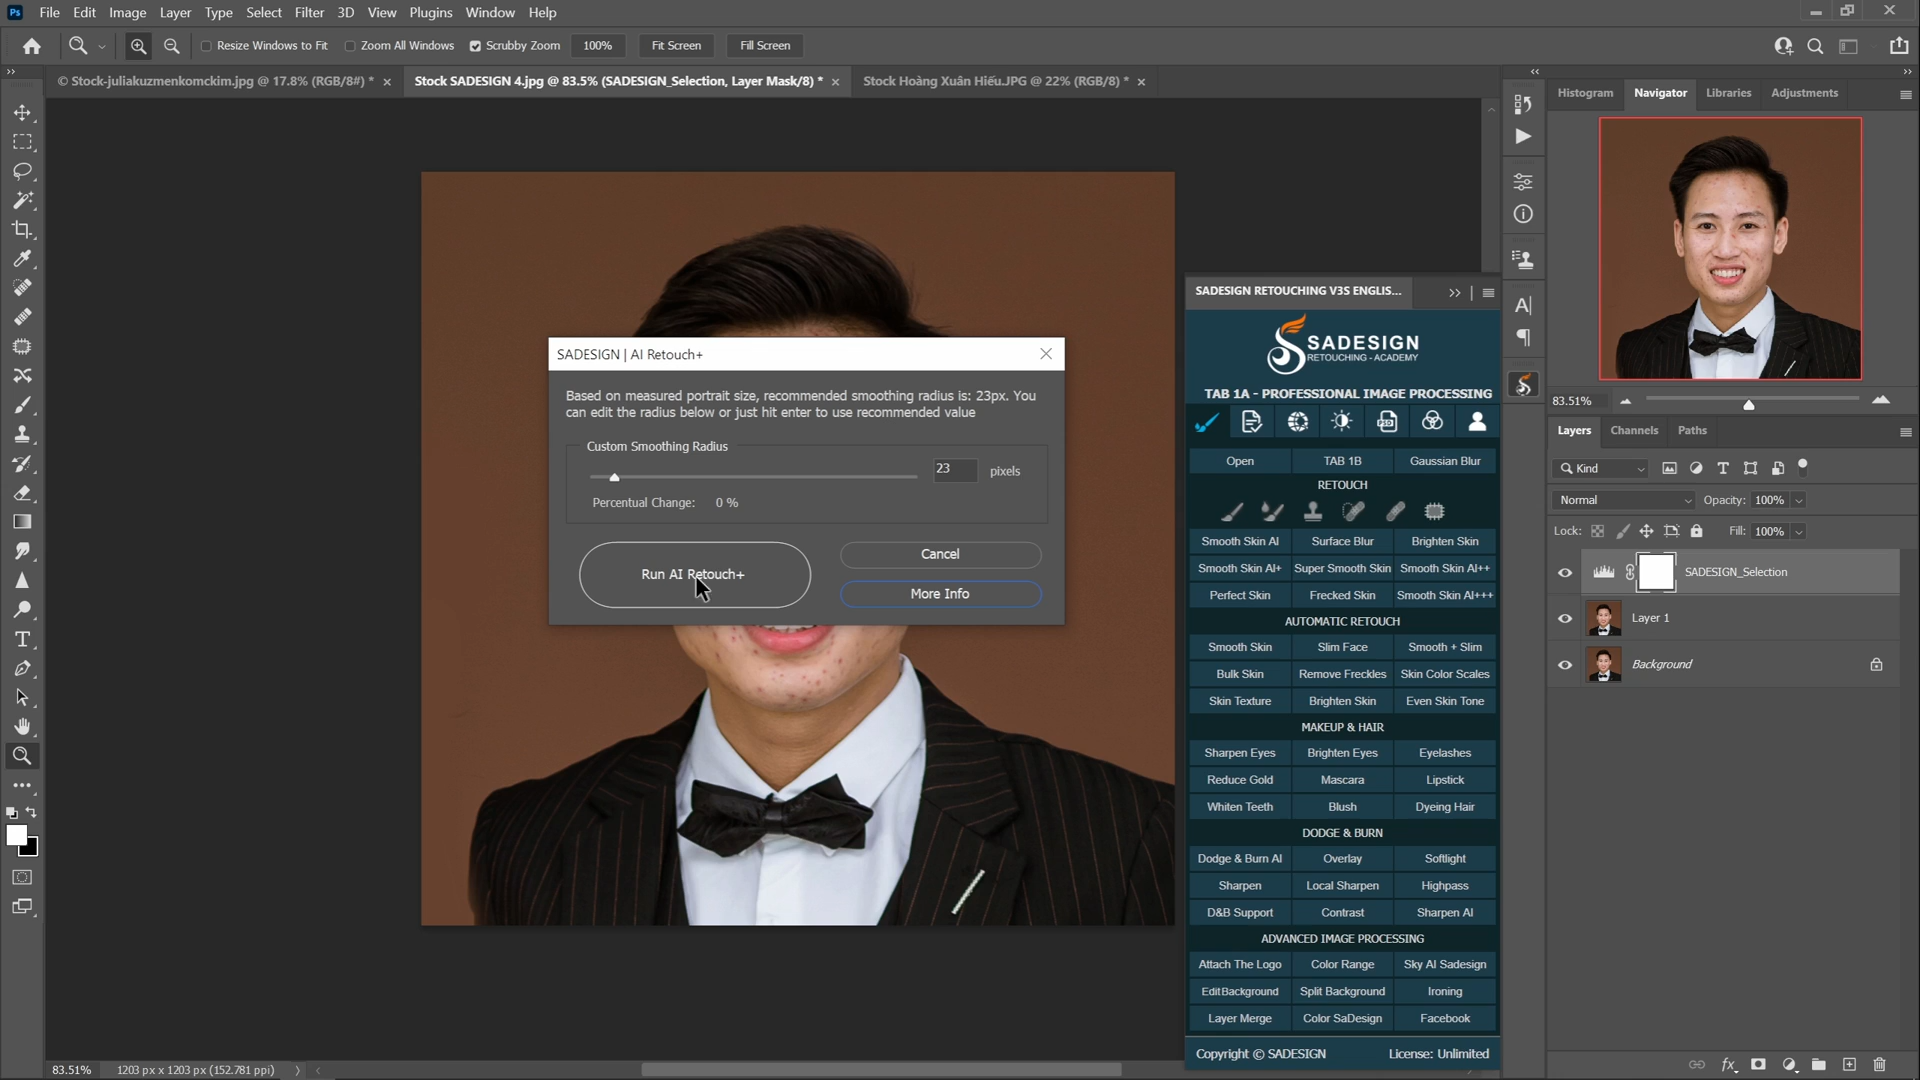 Ps File Edit Image Layer Type Select Filter 3D View Plugins Window Help
Resize Windows to Fit Zoom All Windows Scrubby Zoom 100% Fit Screen Fill Screen
© Stock-juliakuzmenkomckim.jpg @ 17.8% (RGB/8#) * × Stock SADESIGN 4.jpg @ 83.5% (SADESIGN_Selection, Layer Mask/8) * × Stock Hoàng Xuân Hiếu.JPG @ 22% (RGB/8) * ×
SADESIGN | AI Retouch+
Based on measured portrait size, recommended smoothing radius is: 23px. You
can edit the radius below or just hit enter to use recommended value
Custom Smoothing Radius
23 pixels
Percentual Change: 0 %
Run AI Retouch+
Cancel
More Info
SADESIGN RETOUCHING V3S ENGLIS...
SADESIGN
RETOUCHING - ACADEMY
TAB 1A - PROFESSIONAL IMAGE PROCESSING
PSD
Open TAB 1B Gaussian Blur
RETOUCH
Smooth Skin AI Surface Blur Brighten Skin
Smooth Skin AI+ Super Smooth Skin Smooth Skin AI++
Perfect Skin Frecked Skin Smooth Skin AI+++
AUTOMATIC RETOUCH
Smooth Skin Slim Face Smooth + Slim
Bulk Skin Remove Freckles Skin Color Scales
Skin Texture Brighten Skin Even Skin Tone
MAKEUP & HAIR
Sharpen Eyes Brighten Eyes Eyelashes
Reduce Gold Mascara Lipstick
Whiten Teeth Blush Dyeing Hair
DODGE & BURN
Dodge & Burn AI Overlay Softlight
Sharpen Local Sharpen Highpass
D&B Support Contrast Sharpen AI
ADVANCED IMAGE PROCESSING
Attach The Logo Color Range Sky AI Sadesign
EditBackground Split Background Ironing
Layer Merge Color SaDesign Facebook
Copyright © SADESIGN License: Unlimited
Histogram Navigator Libraries Adjustments
83.51%
Layers Channels Paths
Kind
Normal Opacity: 100%
Lock: Fill: 100%
SADESIGN_Selection
Layer 1
Background
fx
83.51% 1203 px x 1203 px (152.781 ppi)